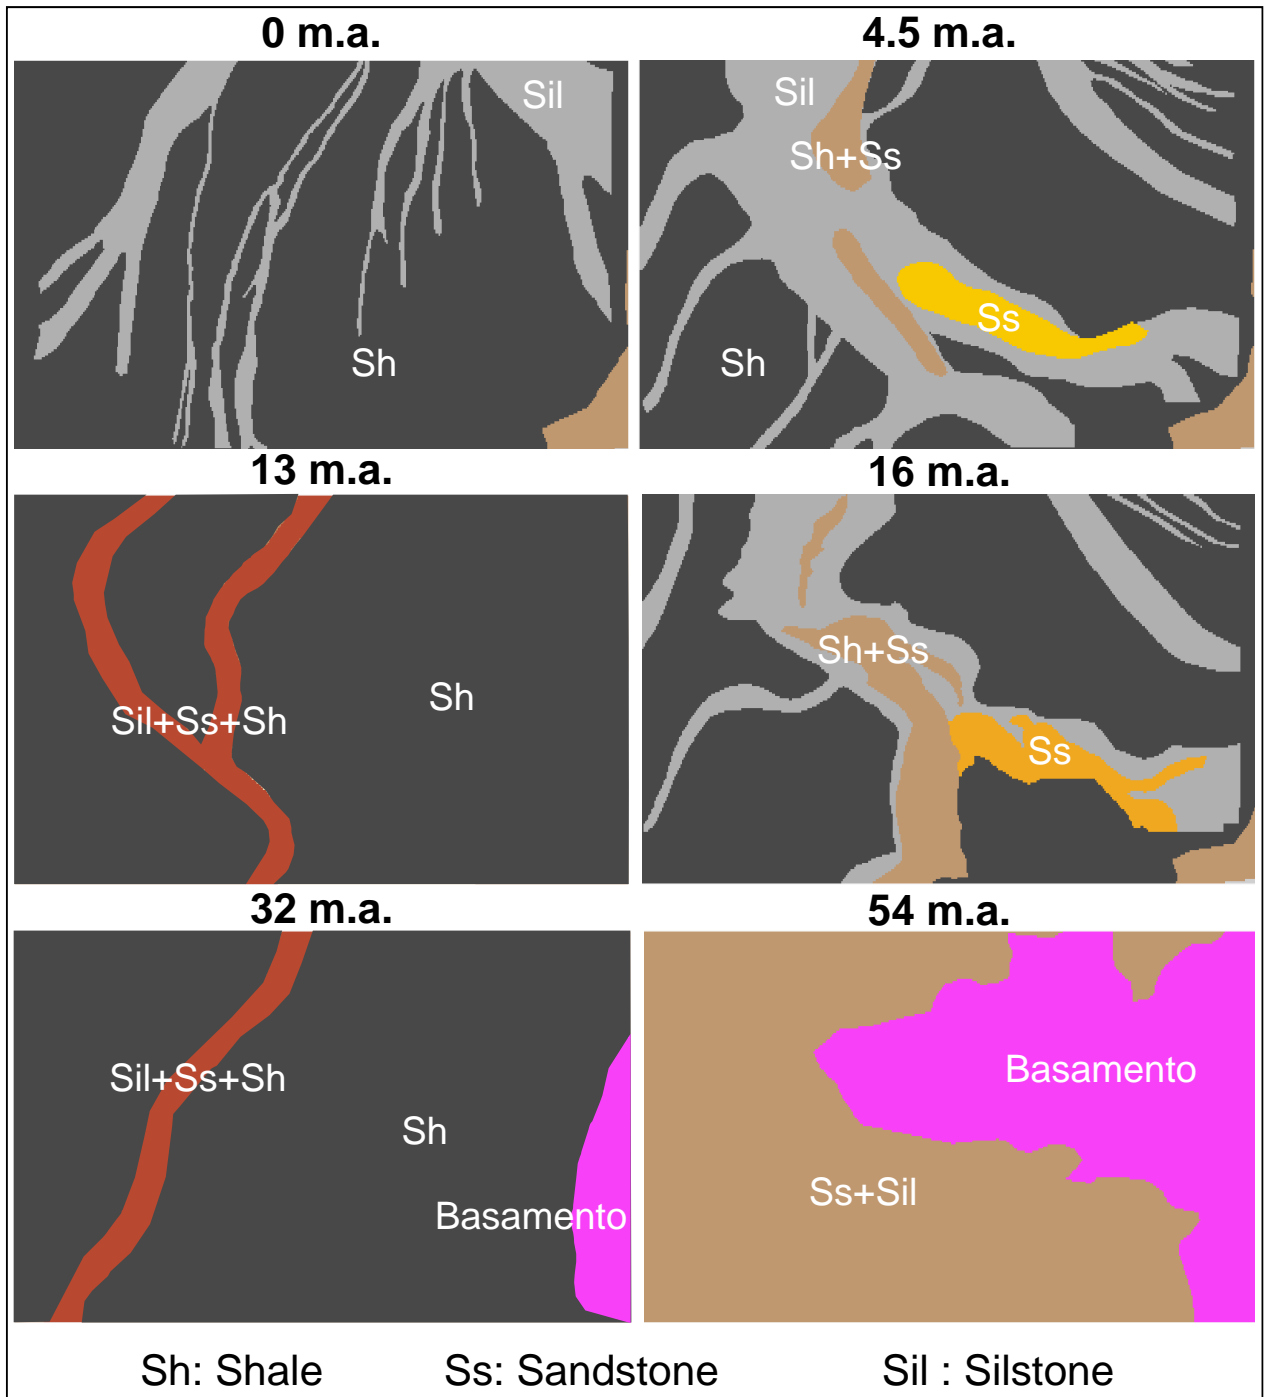 0 m.a.
4.5 m.a.
Sil
Sh
Sil
Sh+Ss
Ss
Sh
13 m.a.
16 m.a.
Sh
Sil+Ss+Sh
Sh+Ss
Ss
32 m.a.
54 m.a.
Sil+Ss+Sh
Sh
Basamento
Basamento
Ss+Sil
Sh: Shale
Ss: Sandstone
Sil : Silstone